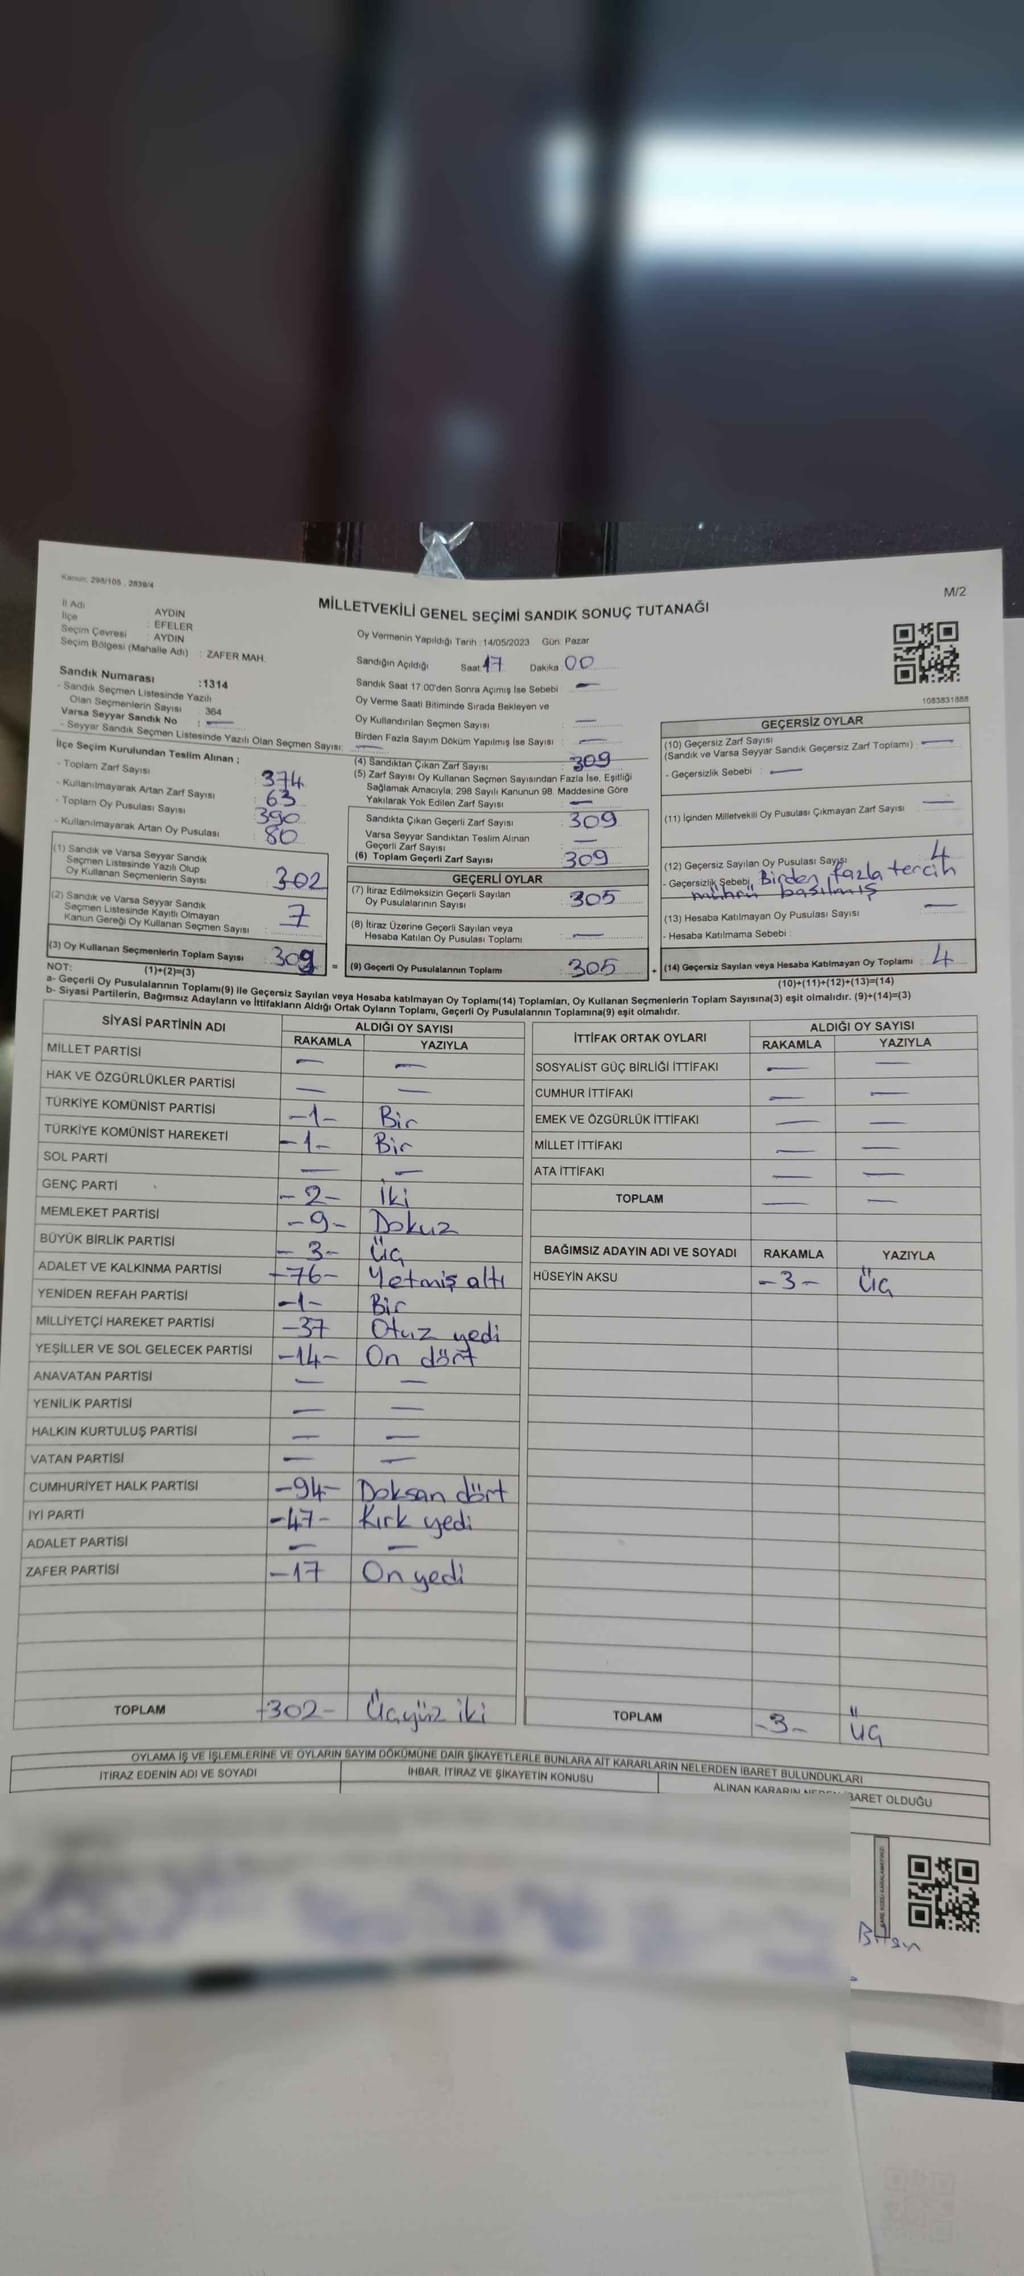 Kanun: 298/105 , 2839/4
M/2
MİLLETVEKİLİ GENEL SEÇİMİ SANDIK SONUÇ TUTANAĞI
İl Adı AYDIN
İlçe : EFELER
Seçim Çevresi : AYDIN
Seçim Bölgesi (Mahalle Adı) : ZAFER MAH.
Oy Vermenin Yapıldığı Tarih :14/05/2023 Gün: Pazar
Sandığın Açıldığı Saat 17 Dakika 00
Sandık Saat 17:00'den Sonra Açılmış İse Sebebi —
Oy Verme Saati Bitiminde Sırada Bekleyen ve
Oy Kullandırılan Seçmen Sayısı —
Birden Fazla Sayım Döküm Yapılmış İse Sayısı —
1083831888
Sandık Numarası :1314
- Sandık Seçmen Listesinde Yazılı
Olan Seçmenlerin Sayısı : 364
Varsa Seyyar Sandık No : —
- Seyyar Sandık Seçmen Listesinde Yazılı Olan Seçmen Sayısı: —
İlçe Seçim Kurulundan Teslim Alınan ;
- Toplam Zarf Sayısı 374
- Kullanılmayarak Artan Zarf Sayısı : 63
- Toplam Oy Pusulası Sayısı 390
- Kullanılmayarak Artan Oy Pusulası : 80
(1) Sandık ve Varsa Seyyar Sandık
Seçmen Listesinde Yazılı Olup
Oy Kullanan Seçmenlerin Sayısı 302
(2) Sandık ve Varsa Seyyar Sandık
Seçmen Listesinde Kayıtlı Olmayan
Kanun Gereği Oy Kullanan Seçmen Sayısı : 7
(3) Oy Kullanan Seçmenlerin Toplam Sayısı : 309 =
(1)+(2)=(3)
(4) Sandıktan Çıkan Zarf Sayısı : 309
(5) Zarf Sayısı Oy Kullanan Seçmen Sayısından Fazla İse, Eşitliği
Sağlamak Amacıyla; 298 Sayılı Kanunun 98. Maddesine Göre
Yakılarak Yok Edilen Zarf Sayısı : —
Sandıkta Çıkan Geçerli Zarf Sayısı : 309
Varsa Seyyar Sandıktan Teslim Alınan
Geçerli Zarf Sayısı : —
(6) Toplam Geçerli Zarf Sayısı : 309
GEÇERLİ OYLAR
(7) İtiraz Edilmeksizin Geçerli Sayılan
Oy Pusulalarının Sayısı : 305
(8) İtiraz Üzerine Geçerli Sayılan veya
Hesaba Katılan Oy Pusulası Toplamı : —
(9) Geçerli Oy Pusulalarının Toplamı : 305 +
GEÇERSİZ OYLAR
(10) Geçersiz Zarf Sayısı
(Sandık ve Varsa Seyyar Sandık Geçersiz Zarf Toplamı) : —
- Geçersizlik Sebebi : —
(11) İçinden Milletvekili Oy Pusulası Çıkmayan Zarf Sayısı : —
(12) Geçersiz Sayılan Oy Pusulası Sayısı 4
- Geçersizlik Sebebi Birden fazla tercih
mührü basılmış
(13) Hesaba Katılmayan Oy Pusulası Sayısı : —
- Hesaba Katılmama Sebebi :
(14) Geçersiz Sayılan veya Hesaba Katılmayan Oy Toplamı : 4
(10)+(11)+(12)+(13)=(14)
NOT:
a- Geçerli Oy Pusulalarının Toplamı(9) ile Geçersiz Sayılan veya Hesaba katılmayan Oy Toplamı(14) Toplamları, Oy Kullanan Seçmenlerin Toplam Sayısına(3) eşit olmalıdır. (9)+(14)=(3)
b- Siyasi Partilerin, Bağımsız Adayların ve İttifakların Aldığı Ortak Oyların Toplamı, Geçerli Oy Pusulalarının Toplamına(9) eşit olmalıdır.
SİYASİ PARTİNİN ADI ALDIĞI OY SAYISI
RAKAMLA YAZIYLA
MİLLET PARTİSİ — —
HAK VE ÖZGÜRLÜKLER PARTİSİ — —
TÜRKİYE KOMÜNİST PARTİSİ -1- Bir
TÜRKİYE KOMÜNİST HAREKETİ -1- Bir
SOL PARTİ — —
GENÇ PARTİ -2- İki
MEMLEKET PARTİSİ -9- Dokuz
BÜYÜK BİRLİK PARTİSİ -3- Üç
ADALET VE KALKINMA PARTİSİ -76- Yetmiş altı
YENİDEN REFAH PARTİSİ -1- Bir
MİLLİYETÇİ HAREKET PARTİSİ -37 Otuz yedi
YEŞİLLER VE SOL GELECEK PARTİSİ -14- On dört
ANAVATAN PARTİSİ — —
YENİLİK PARTİSİ — —
HALKIN KURTULUŞ PARTİSİ — —
VATAN PARTİSİ — —
CUMHURİYET HALK PARTİSİ -94- Doksan dört
İYİ PARTİ -47- Kırk yedi
ADALET PARTİSİ — —
ZAFER PARTİSİ -17 On yedi
TOPLAM -302- Üçyüz iki
İTTİFAK ORTAK OYLARI ALDIĞI OY SAYISI
RAKAMLA YAZIYLA
SOSYALİST GÜÇ BİRLİĞİ İTTİFAKI — —
CUMHUR İTTİFAKI — —
EMEK VE ÖZGÜRLÜK İTTİFAKI — —
MİLLET İTTİFAKI — —
ATA İTTİFAKI — —
TOPLAM — —
BAĞIMSIZ ADAYIN ADI VE SOYADI RAKAMLA YAZIYLA
HÜSEYİN AKSU -3- Üç
TOPLAM -3- Üç
OYLAMA İŞ VE İŞLEMLERİNE VE OYLARIN SAYIM DÖKÜMÜNE DAİR ŞİKAYETLERLE BUNLARA AİT KARARLARIN NELERDEN İBARET BULUNDUKLARI
İTİRAZ EDENİN ADI VE SOYADI İHBAR, İTİRAZ VE ŞİKAYETİN KONUSU ALINAN KARARIN NEDEN İBARET OLDUĞU